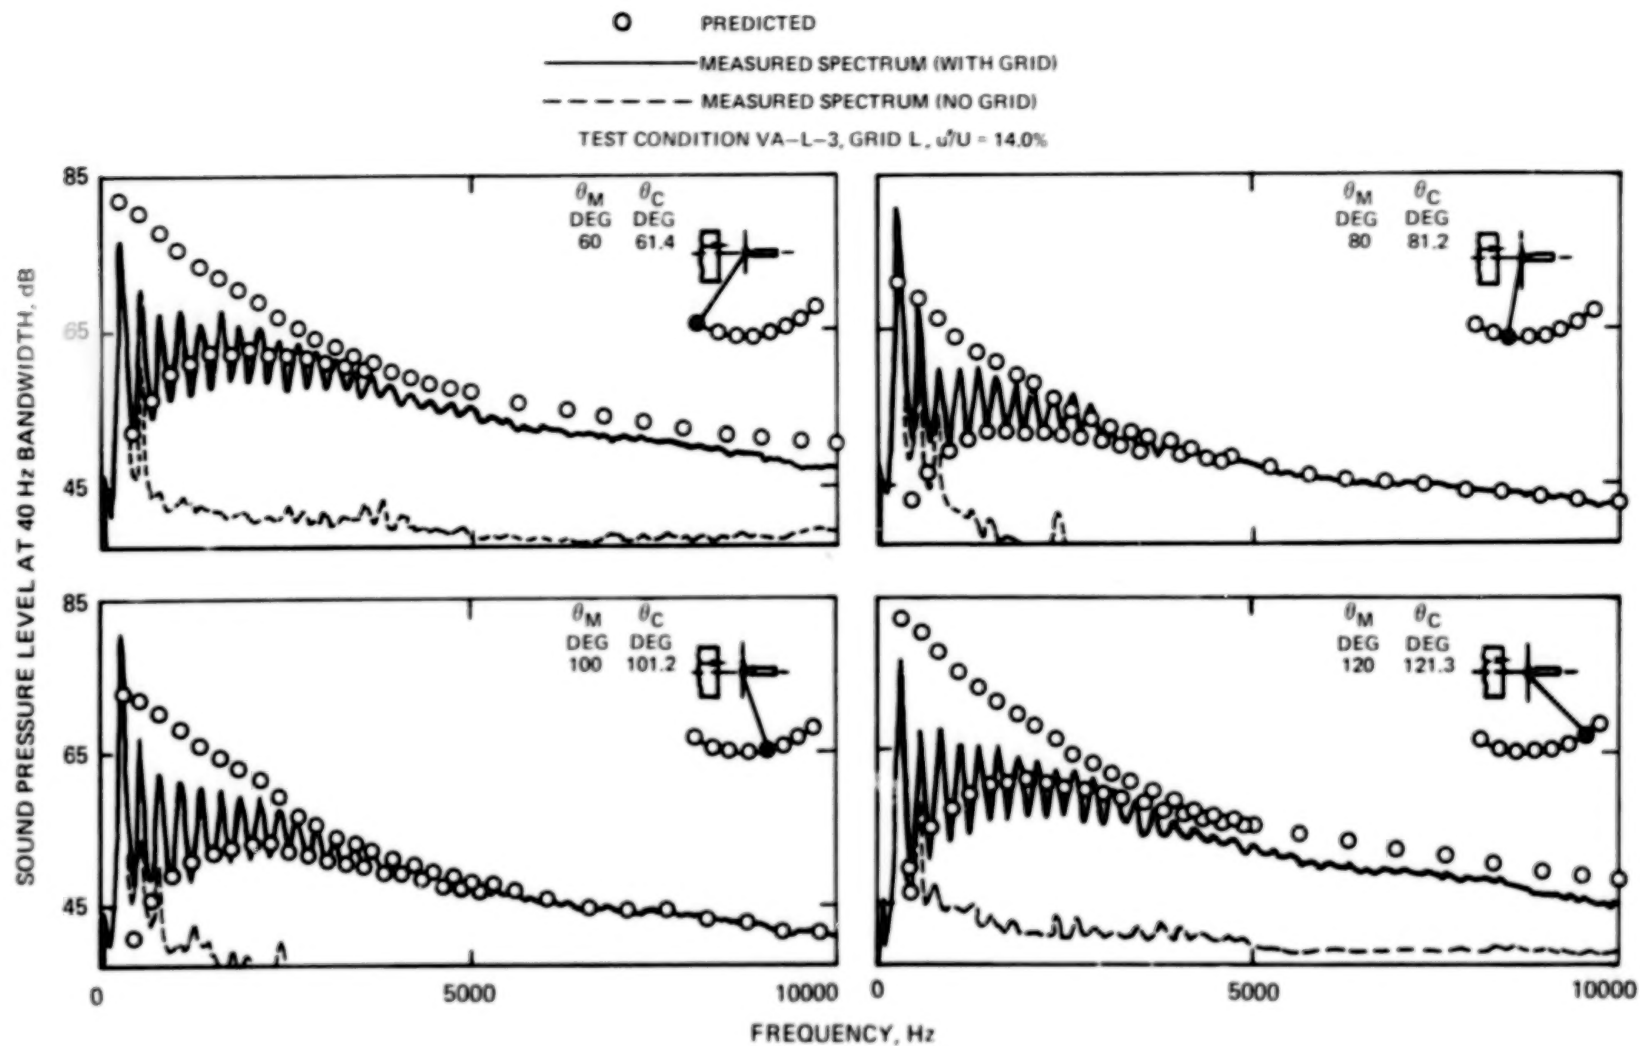 PREDICTED
MEASURED SPECTRUM (WITH GRID)
MEASURED SPECTRUM (NO GRID)
TEST CONDITION VA-L-3, GRID L, u'/U = 14.0%
SOUND PRESSURE LEVEL AT 40 Hz BANDWIDTH, dB
85
65
45
θM θC
DEG DEG
60 61.4
θM θC
DEG DEG
80 81.2
85
65
45
θM θC
DEG DEG
100 101.2
θM θC
DEG DEG
120 121.3
0 5000 10000
0 5000 10000
FREQUENCY, Hz